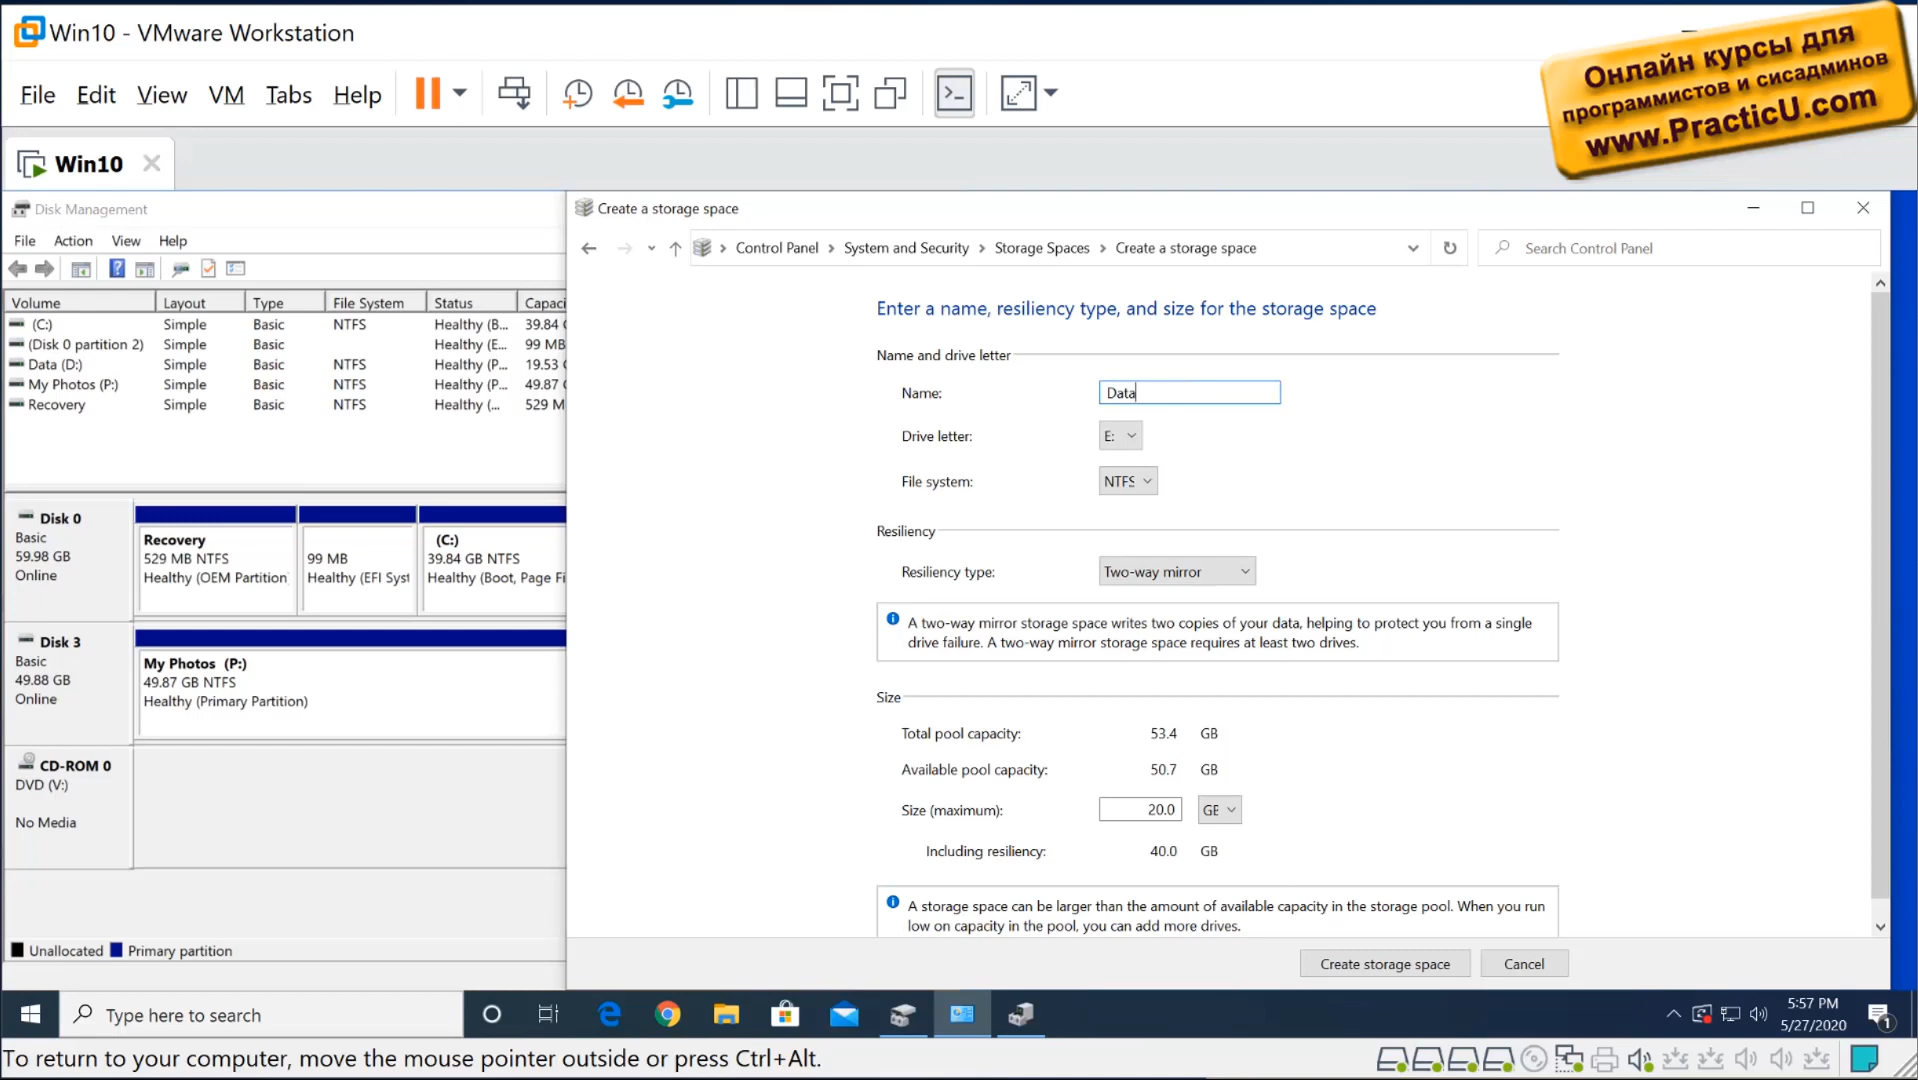 Win10 - VMware Workstation
File Edit View VM Tabs Help
Онлайн курсы для
программистов и сисадминов
www.PracticU.com
Win10
Disk Management
File Action View Help
Volume Layout Type File System Status Capaci
(C:) Simple Basic NTFS Healthy (B... 39.84 G
(Disk 0 partition 2) Simple Basic Healthy (E... 99 MB
Data (D:) Simple Basic NTFS Healthy (P... 19.53 G
My Photos (P:) Simple Basic NTFS Healthy (P... 49.87 G
Recovery Simple Basic NTFS Healthy (... 529 M
Disk 0
Basic
59.98 GB
Online
Recovery
529 MB NTFS
Healthy (OEM Partition)
99 MB
Healthy (EFI Syst
(C:)
39.84 GB NTFS
Healthy (Boot, Page Fi
Disk 3
Basic
49.88 GB
Online
My Photos (P:)
49.87 GB NTFS
Healthy (Primary Partition)
CD-ROM 0
DVD (V:)
No Media
Unallocated Primary partition
Create a storage space
Control Panel > System and Security > Storage Spaces > Create a storage space
Search Control Panel
Enter a name, resiliency type, and size for the storage space
Name and drive letter
Name: Data
Drive letter: E:
File system: NTFS
Resiliency
Resiliency type: Two-way mirror
A two-way mirror storage space writes two copies of your data, helping to protect you from a single
drive failure. A two-way mirror storage space requires at least two drives.
Size
Total pool capacity: 53.4 GB
Available pool capacity: 50.7 GB
Size (maximum): 20.0 GB
Including resiliency: 40.0 GB
A storage space can be larger than the amount of available capacity in the storage pool. When you run
low on capacity in the pool, you can add more drives.
Create storage space Cancel
Type here to search
5:57 PM
5/27/2020
1
To return to your computer, move the mouse pointer outside or press Ctrl+Alt.